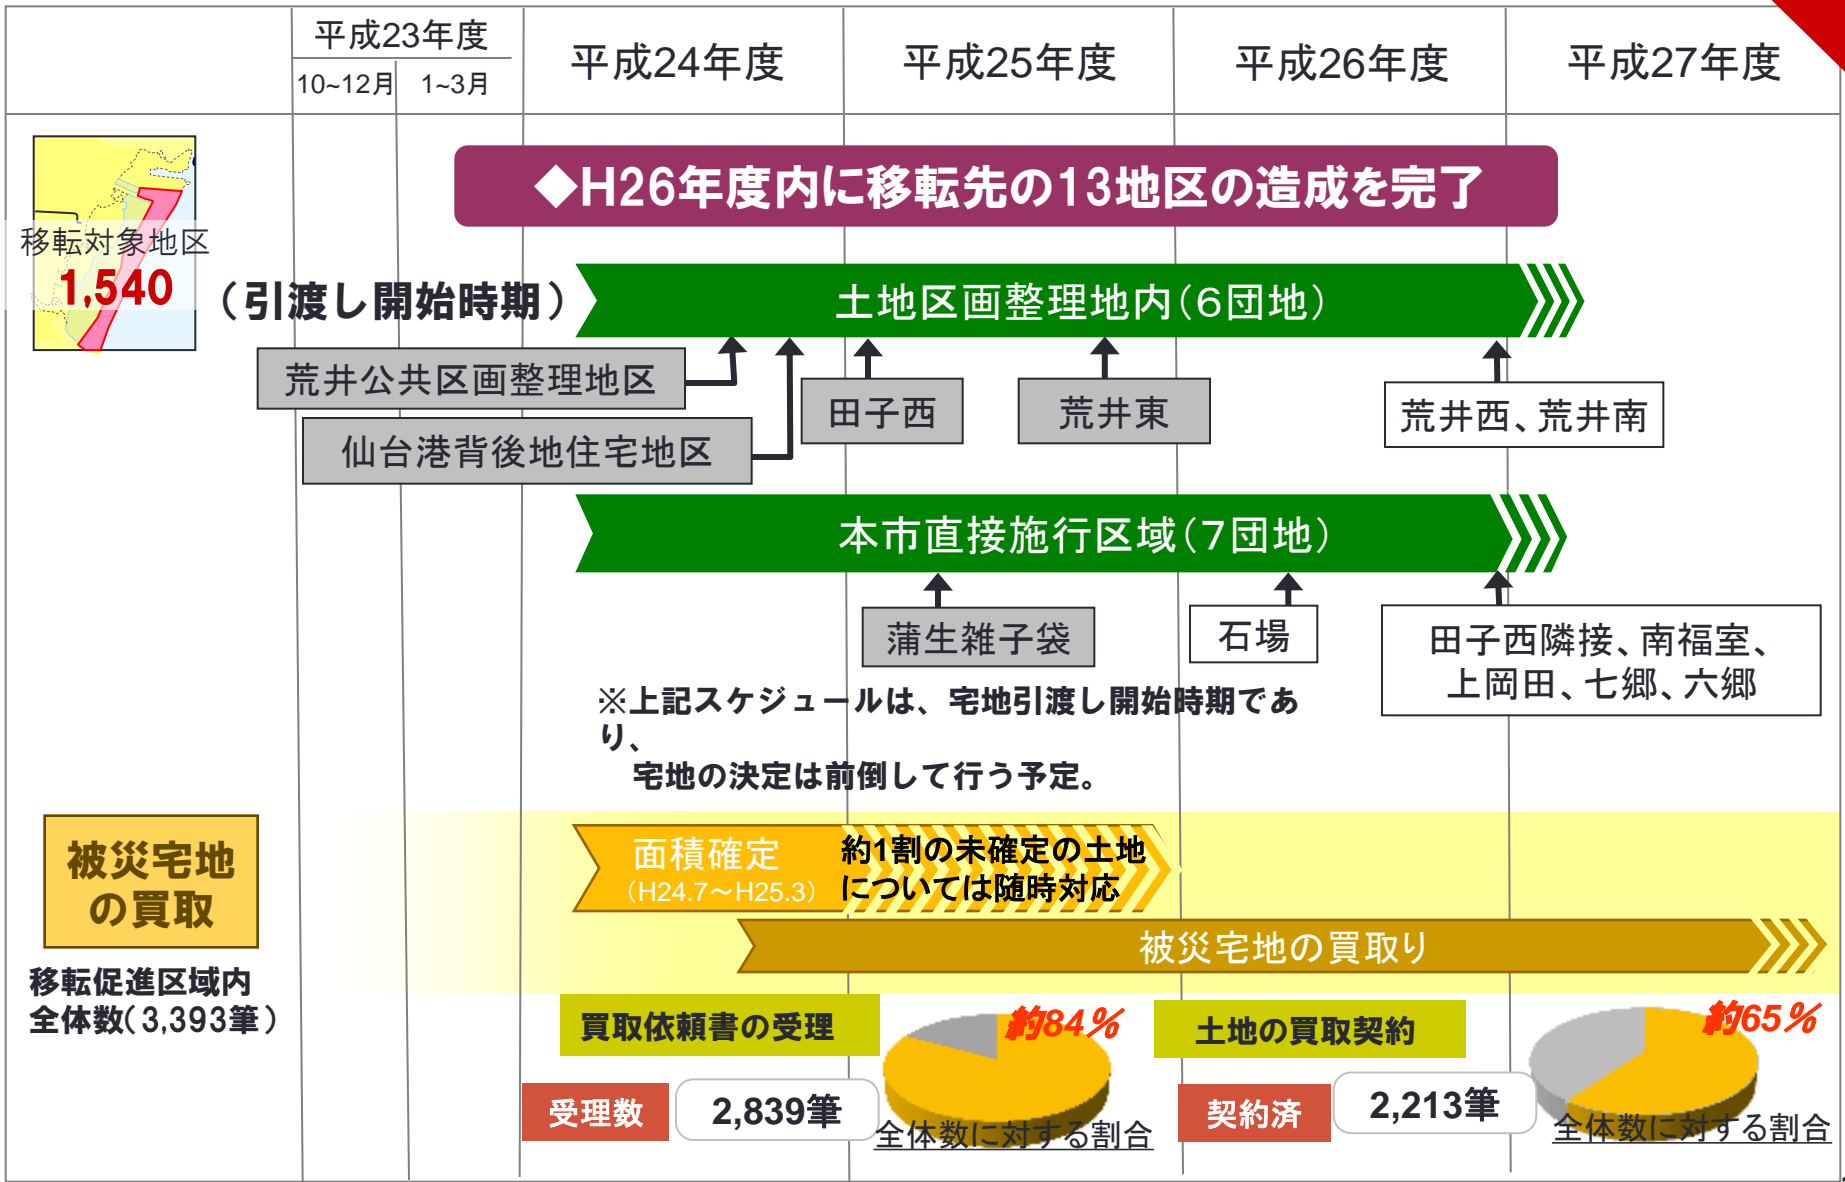 平成23年度
10~12月
1~3月
平成24年度
平成25年度
平成26年度
平成27年度
◆H26年度内に移転先の13地区の造成を完了
移転対象地区
1,540
（引渡し開始時期）
土地区画整理地内（６団地）
荒井公共区画整理地区
仙台港背後地住宅地区
田子西
荒井東
荒井西、荒井南
本市直接施行区域（７団地）
蒲生雑子袋
石場
田子西隣接、南福室、
上岡田、七郷、六郷
※上記スケジュールは、宅地引渡し開始時期であ
り、
宅地の決定は前倒して行う予定。
被災宅地
の買取
面積確定
（H24.7～H25.3）
約1割の未確定の土地
については随時対応
被災宅地の買取り
移転促進区域内
全体数（3,393筆）
買取依頼書の受理
約84％
土地の買取契約
約65％
受理数
2,839筆
全体数に対する割合
契約済
2,213筆
全体数に対する割合